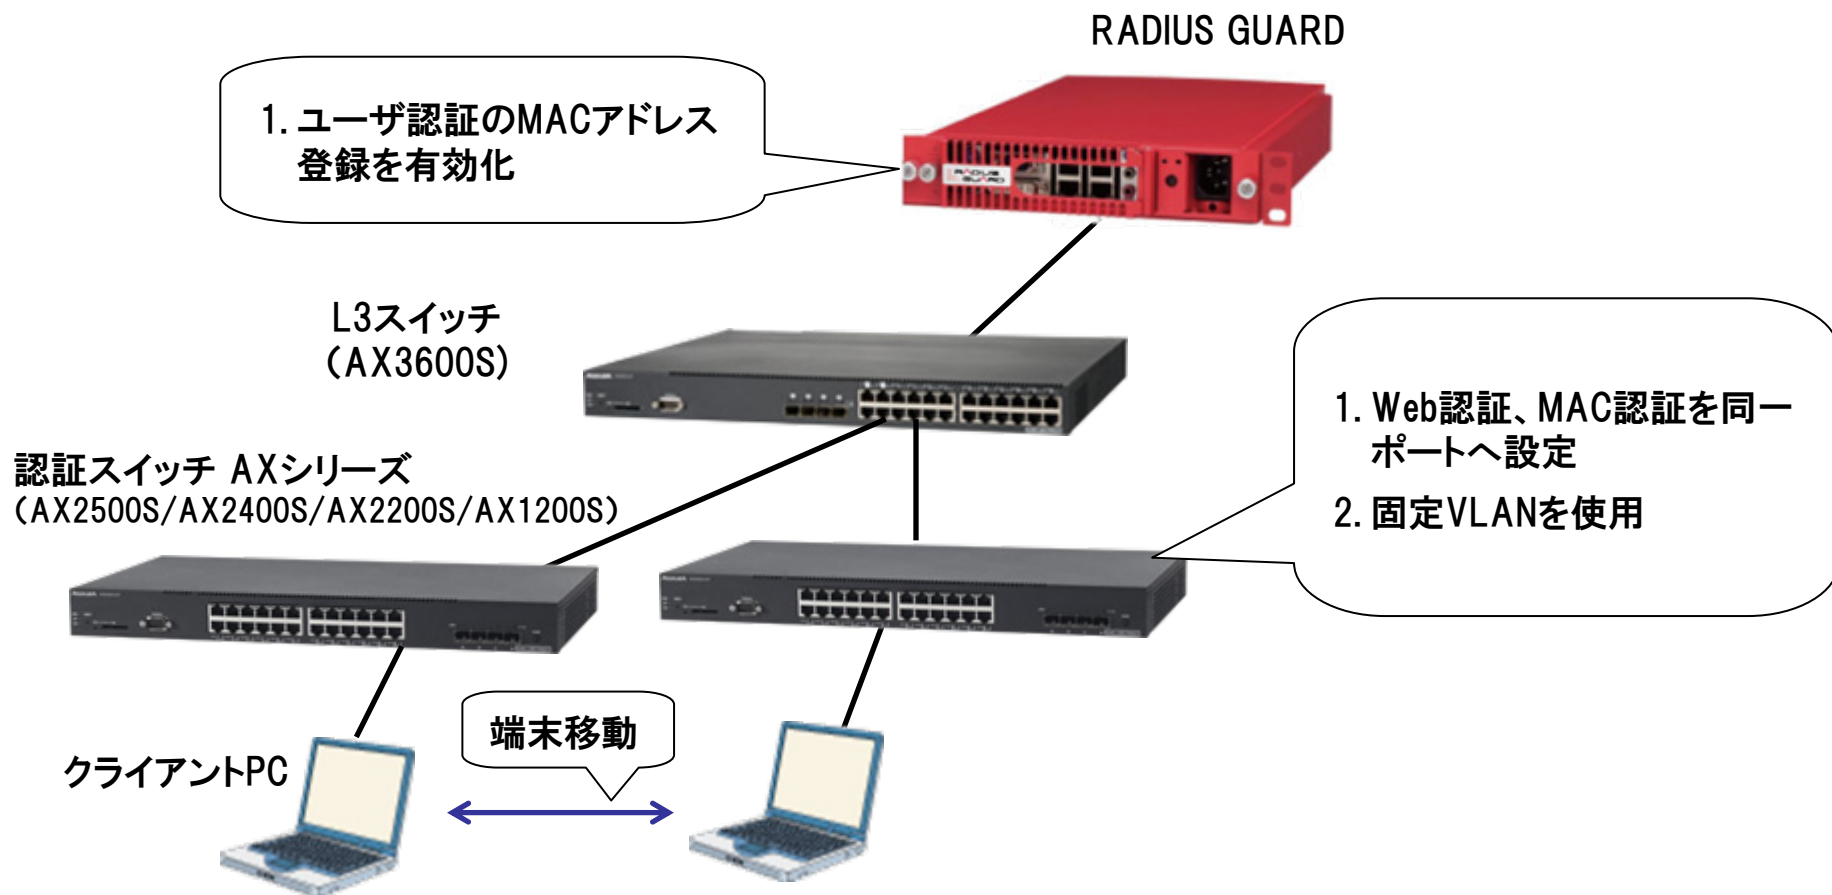 RADIUS GUARD
1. ユーザ認証のMACアドレス
登録を有効化
RADIUS
GUARD
L3スイッチ
（AX3600S）
1. Web認証、MAC認証を同一
ポートへ設定
2. 固定VLANを使用
認証スイッチ AXシリーズ
（AX2500S/AX2400S/AX2200S/AX1200S）
端末移動
クライアントPC